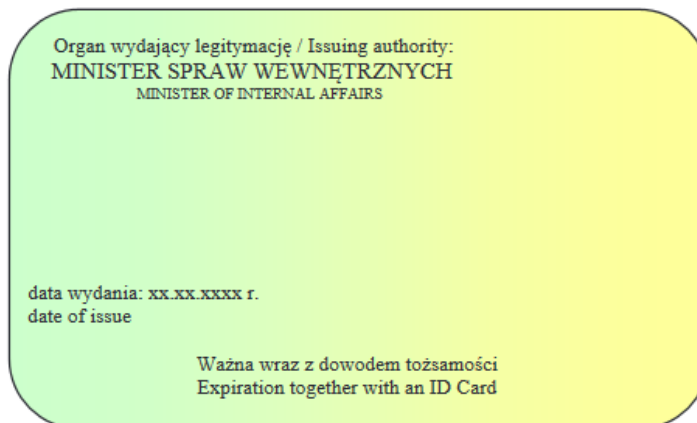 Organ wydający legitymację / Issuing authority:
MINISTER SPRAW WEWNĘTRZNYCH
MINISTER OF INTERNAL AFFAIRS
data wydania: xx.xx.xxxx r.
date of issue
Ważna wraz z dowodem tożsamości
Expiration together with an ID Card